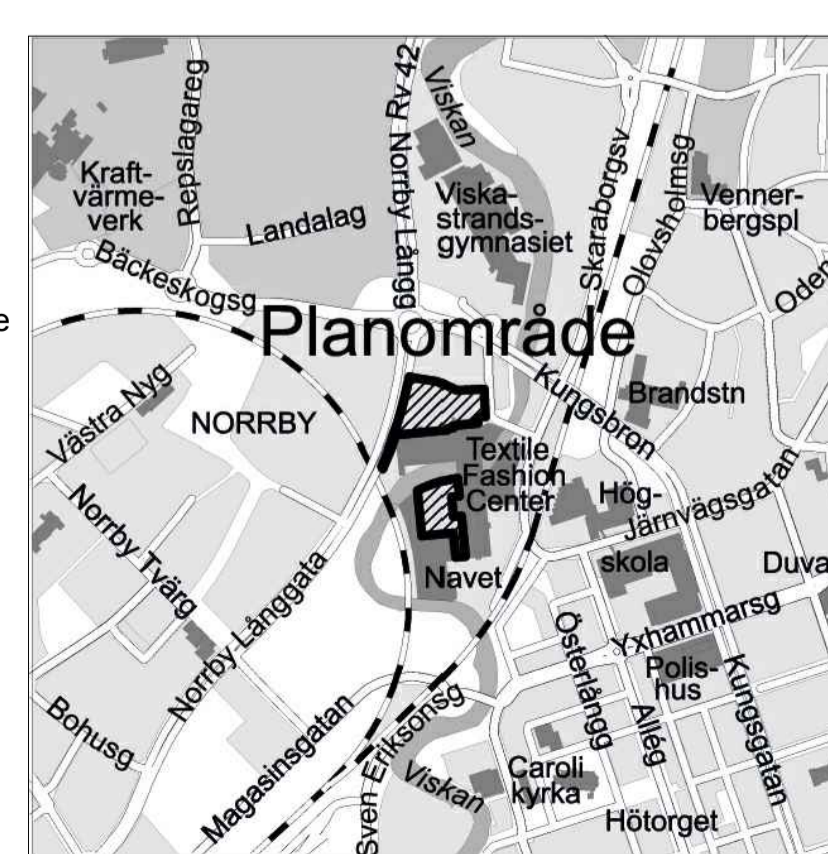 Rv 42
Viskan
Repslagareg
Kraft-
värme-
verk
Norrby Långg
Viska-
strands-
gymnasiet
Skaraborgsv
Olovsholmsg
Venner-
bergspl
Landalag
Bäckeskogsg
Oden
e
Planområde
Kungsbron
Brandstn
Västra Nyg
NORRBY
Textile
Fashion
Center
Hög-
skola
Järnvägsgatan
Norrby Tvärg
Navet
Duva
Norrby Långgata
Österlångg
Yxhammarsg
Polis-
hus
Kungsgatan
Allég
Bohusg
Magasinsgatan
Sven Eriksonsg
Viskan
Caroli
kyrka
Hötorget